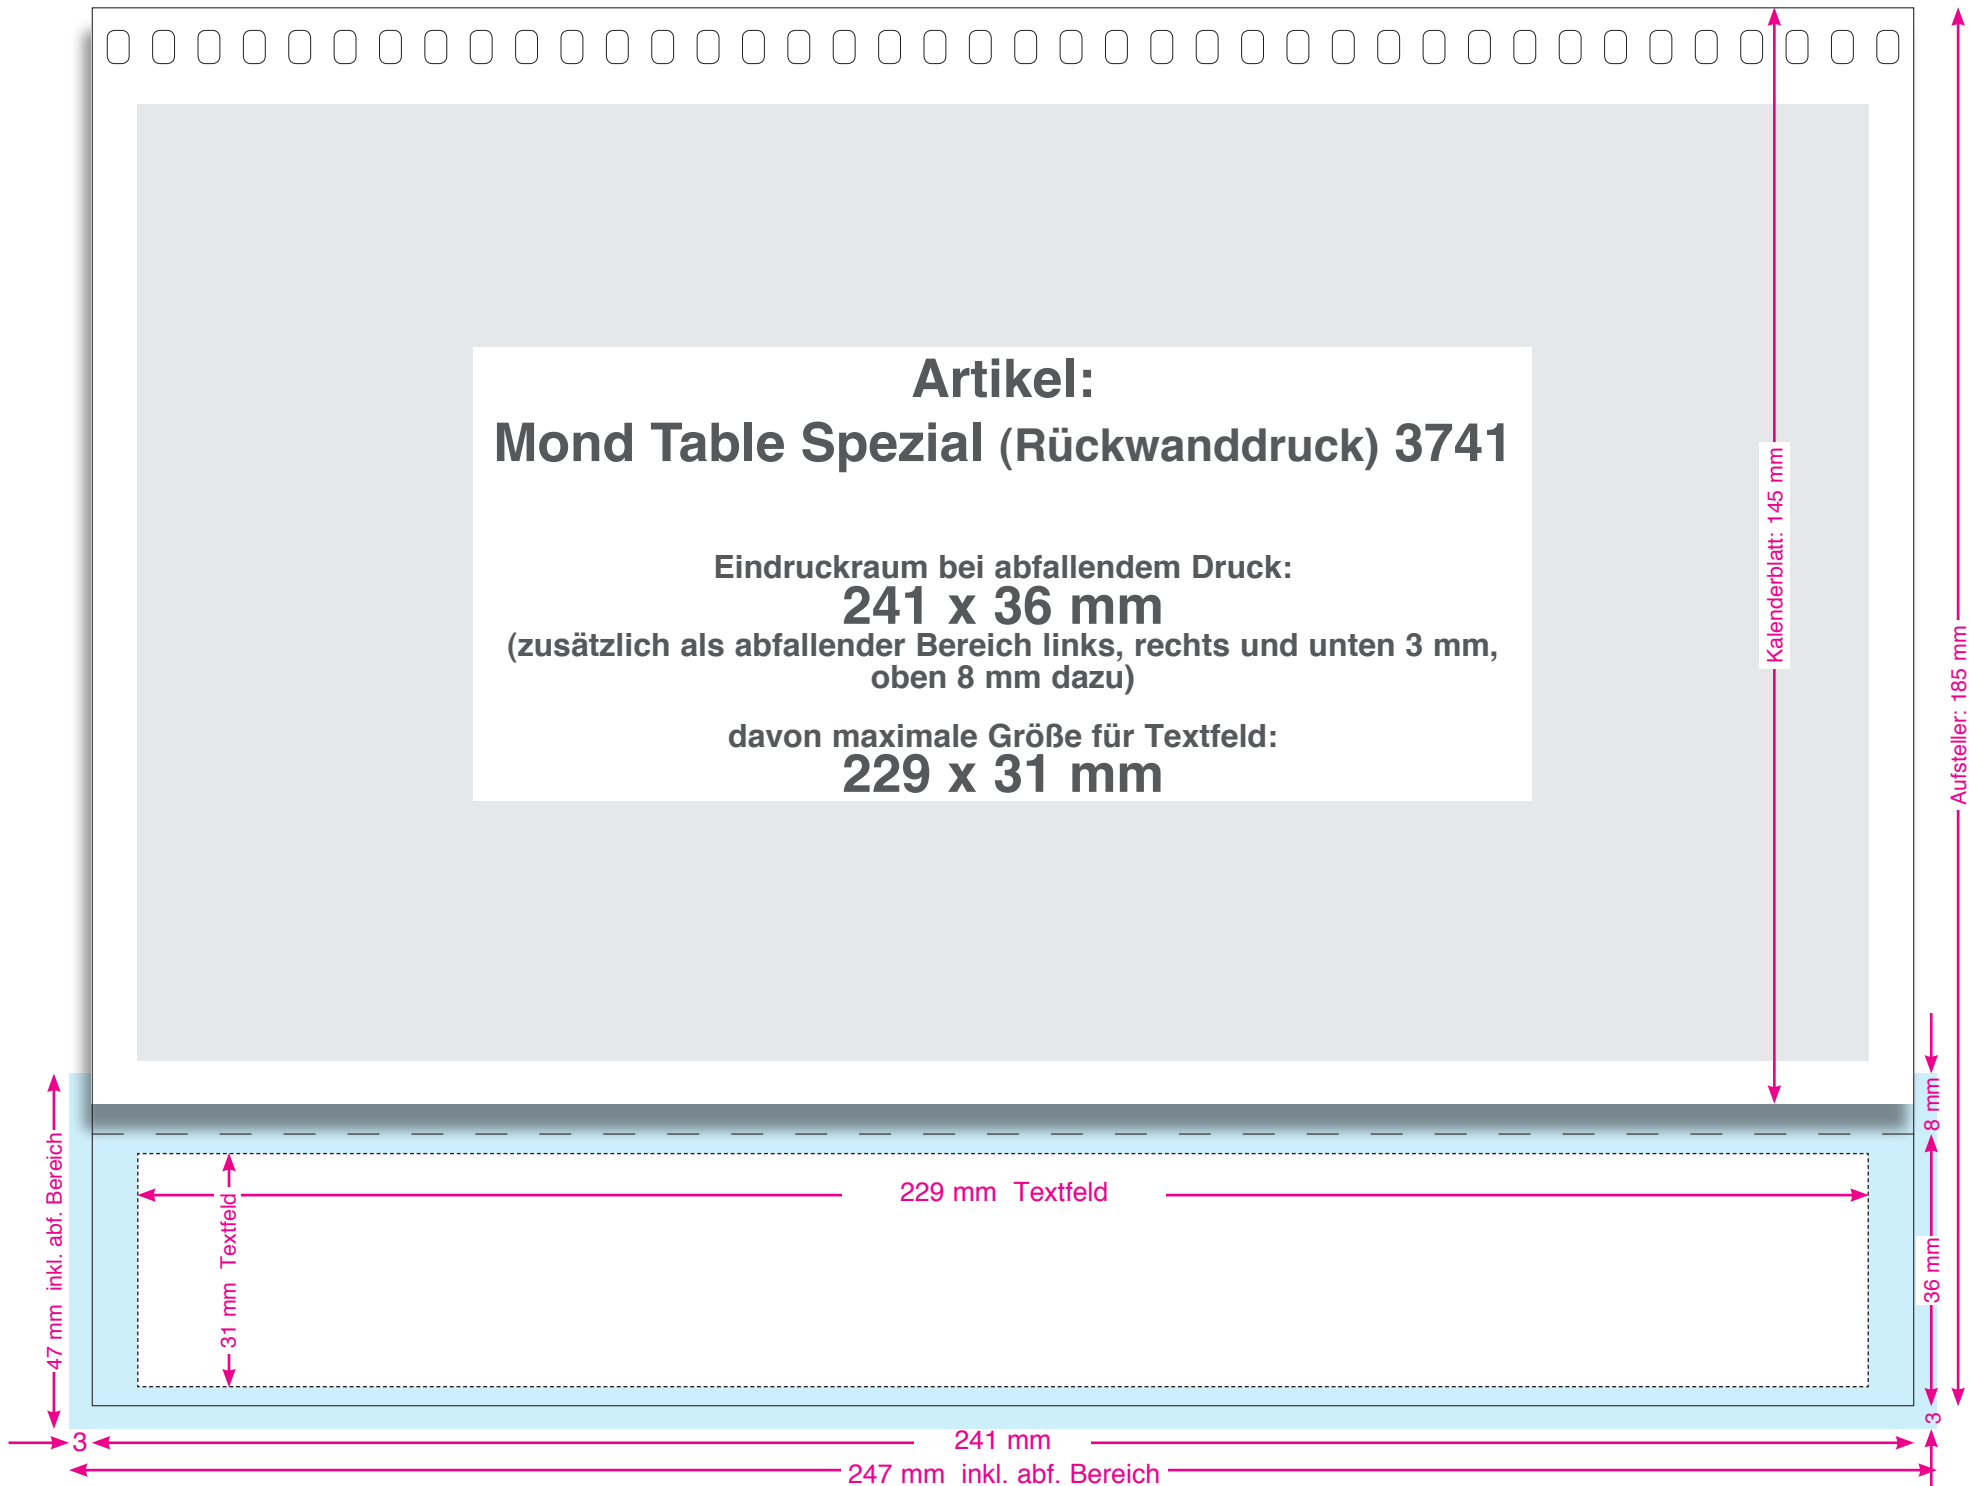 Artikel:
Mond Table Spezial (Rückwanddruck) 3741
Eindruckraum bei abfallendem Druck:
241 x 36 mm
(zusätzlich als abfallender Bereich links, rechts und unten 3 mm,
oben 8 mm dazu)
davon maximale Größe für Textfeld:
229 x 31 mm
Kalenderblatt: 145 mm
Aufsteller: 185 mm
8 mm
47 mm inkl. abf. Bereich
31 mm Textfeld
229 mm Textfeld
36 mm
3
3
241 mm
247 mm inkl. abf. Bereich